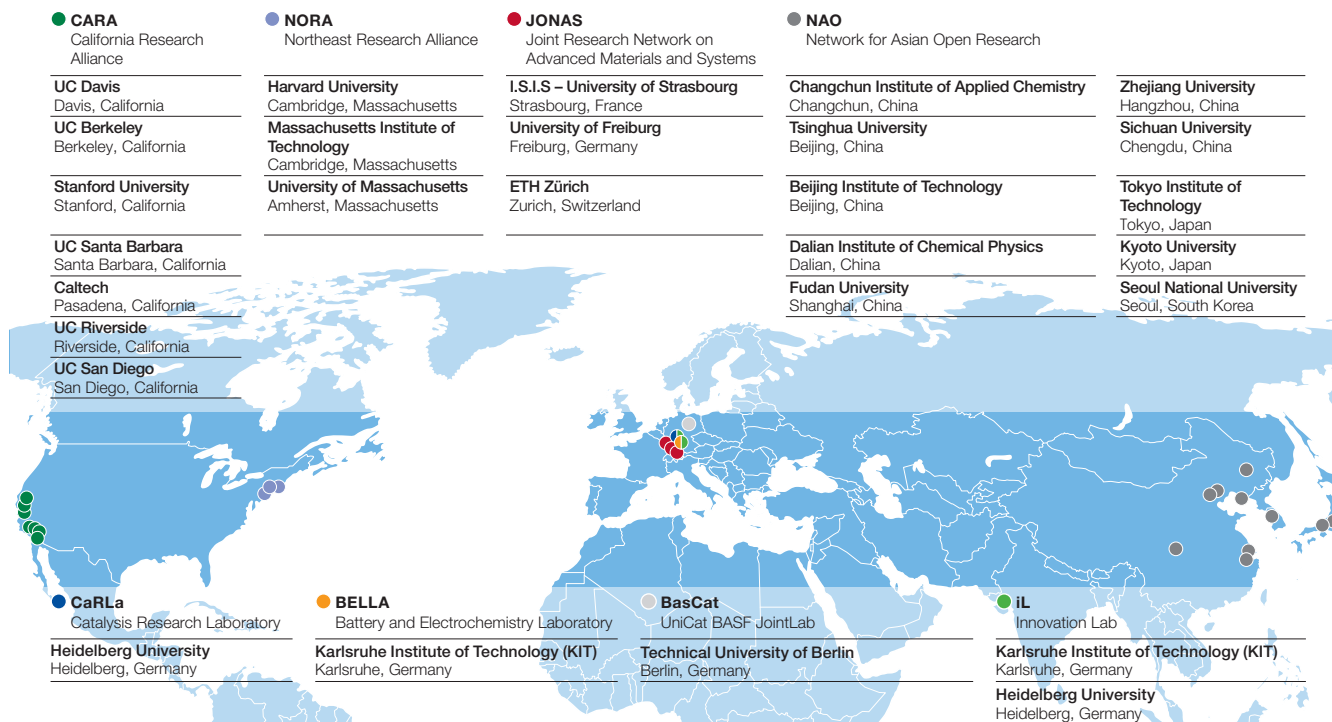 CARA
California Research
Alliance
UC Davis
Davis, California
UC Berkeley
Berkeley, California
Stanford University
Stanford, California
UC Santa Barbara
Santa Barbara, California
Caltech
Pasadena, California
UC Riverside
Riverside, California
UC San Diego
San Diego, California
NORA
Northeast Research Alliance
Harvard University
Cambridge, Massachusetts
Massachusetts Institute of
Technology
Cambridge, Massachusetts
University of Massachusetts
Amherst, Massachusetts
JONAS
Joint Research Network on
Advanced Materials and Systems
I.S.I.S – University of Strasbourg
Strasbourg, France
University of Freiburg
Freiburg, Germany
ETH Zürich
Zurich, Switzerland
NAO
Network for Asian Open Research
Changchun Institute of Applied Chemistry
Changchun, China
Tsinghua University
Beijing, China
Beijing Institute of Technology
Beijing, China
Dalian Institute of Chemical Physics
Dalian, China
Fudan University
Shanghai, China
Zhejiang University
Hangzhou, China
Sichuan University
Chengdu, China
Tokyo Institute of
Technology
Tokyo, Japan
Kyoto University
Kyoto, Japan
Seoul National University
Seoul, South Korea
CaRLa
Catalysis Research Laboratory
Heidelberg University
Heidelberg, Germany
BELLA
Battery and Electrochemistry Laboratory
Karlsruhe Institute of Technology (KIT)
Karlsruhe, Germany
BasCat
UniCat BASF JointLab
Technical University of Berlin
Berlin, Germany
iL
Innovation Lab
Karlsruhe Institute of Technology (KIT)
Karlsruhe, Germany
Heidelberg University
Heidelberg, Germany